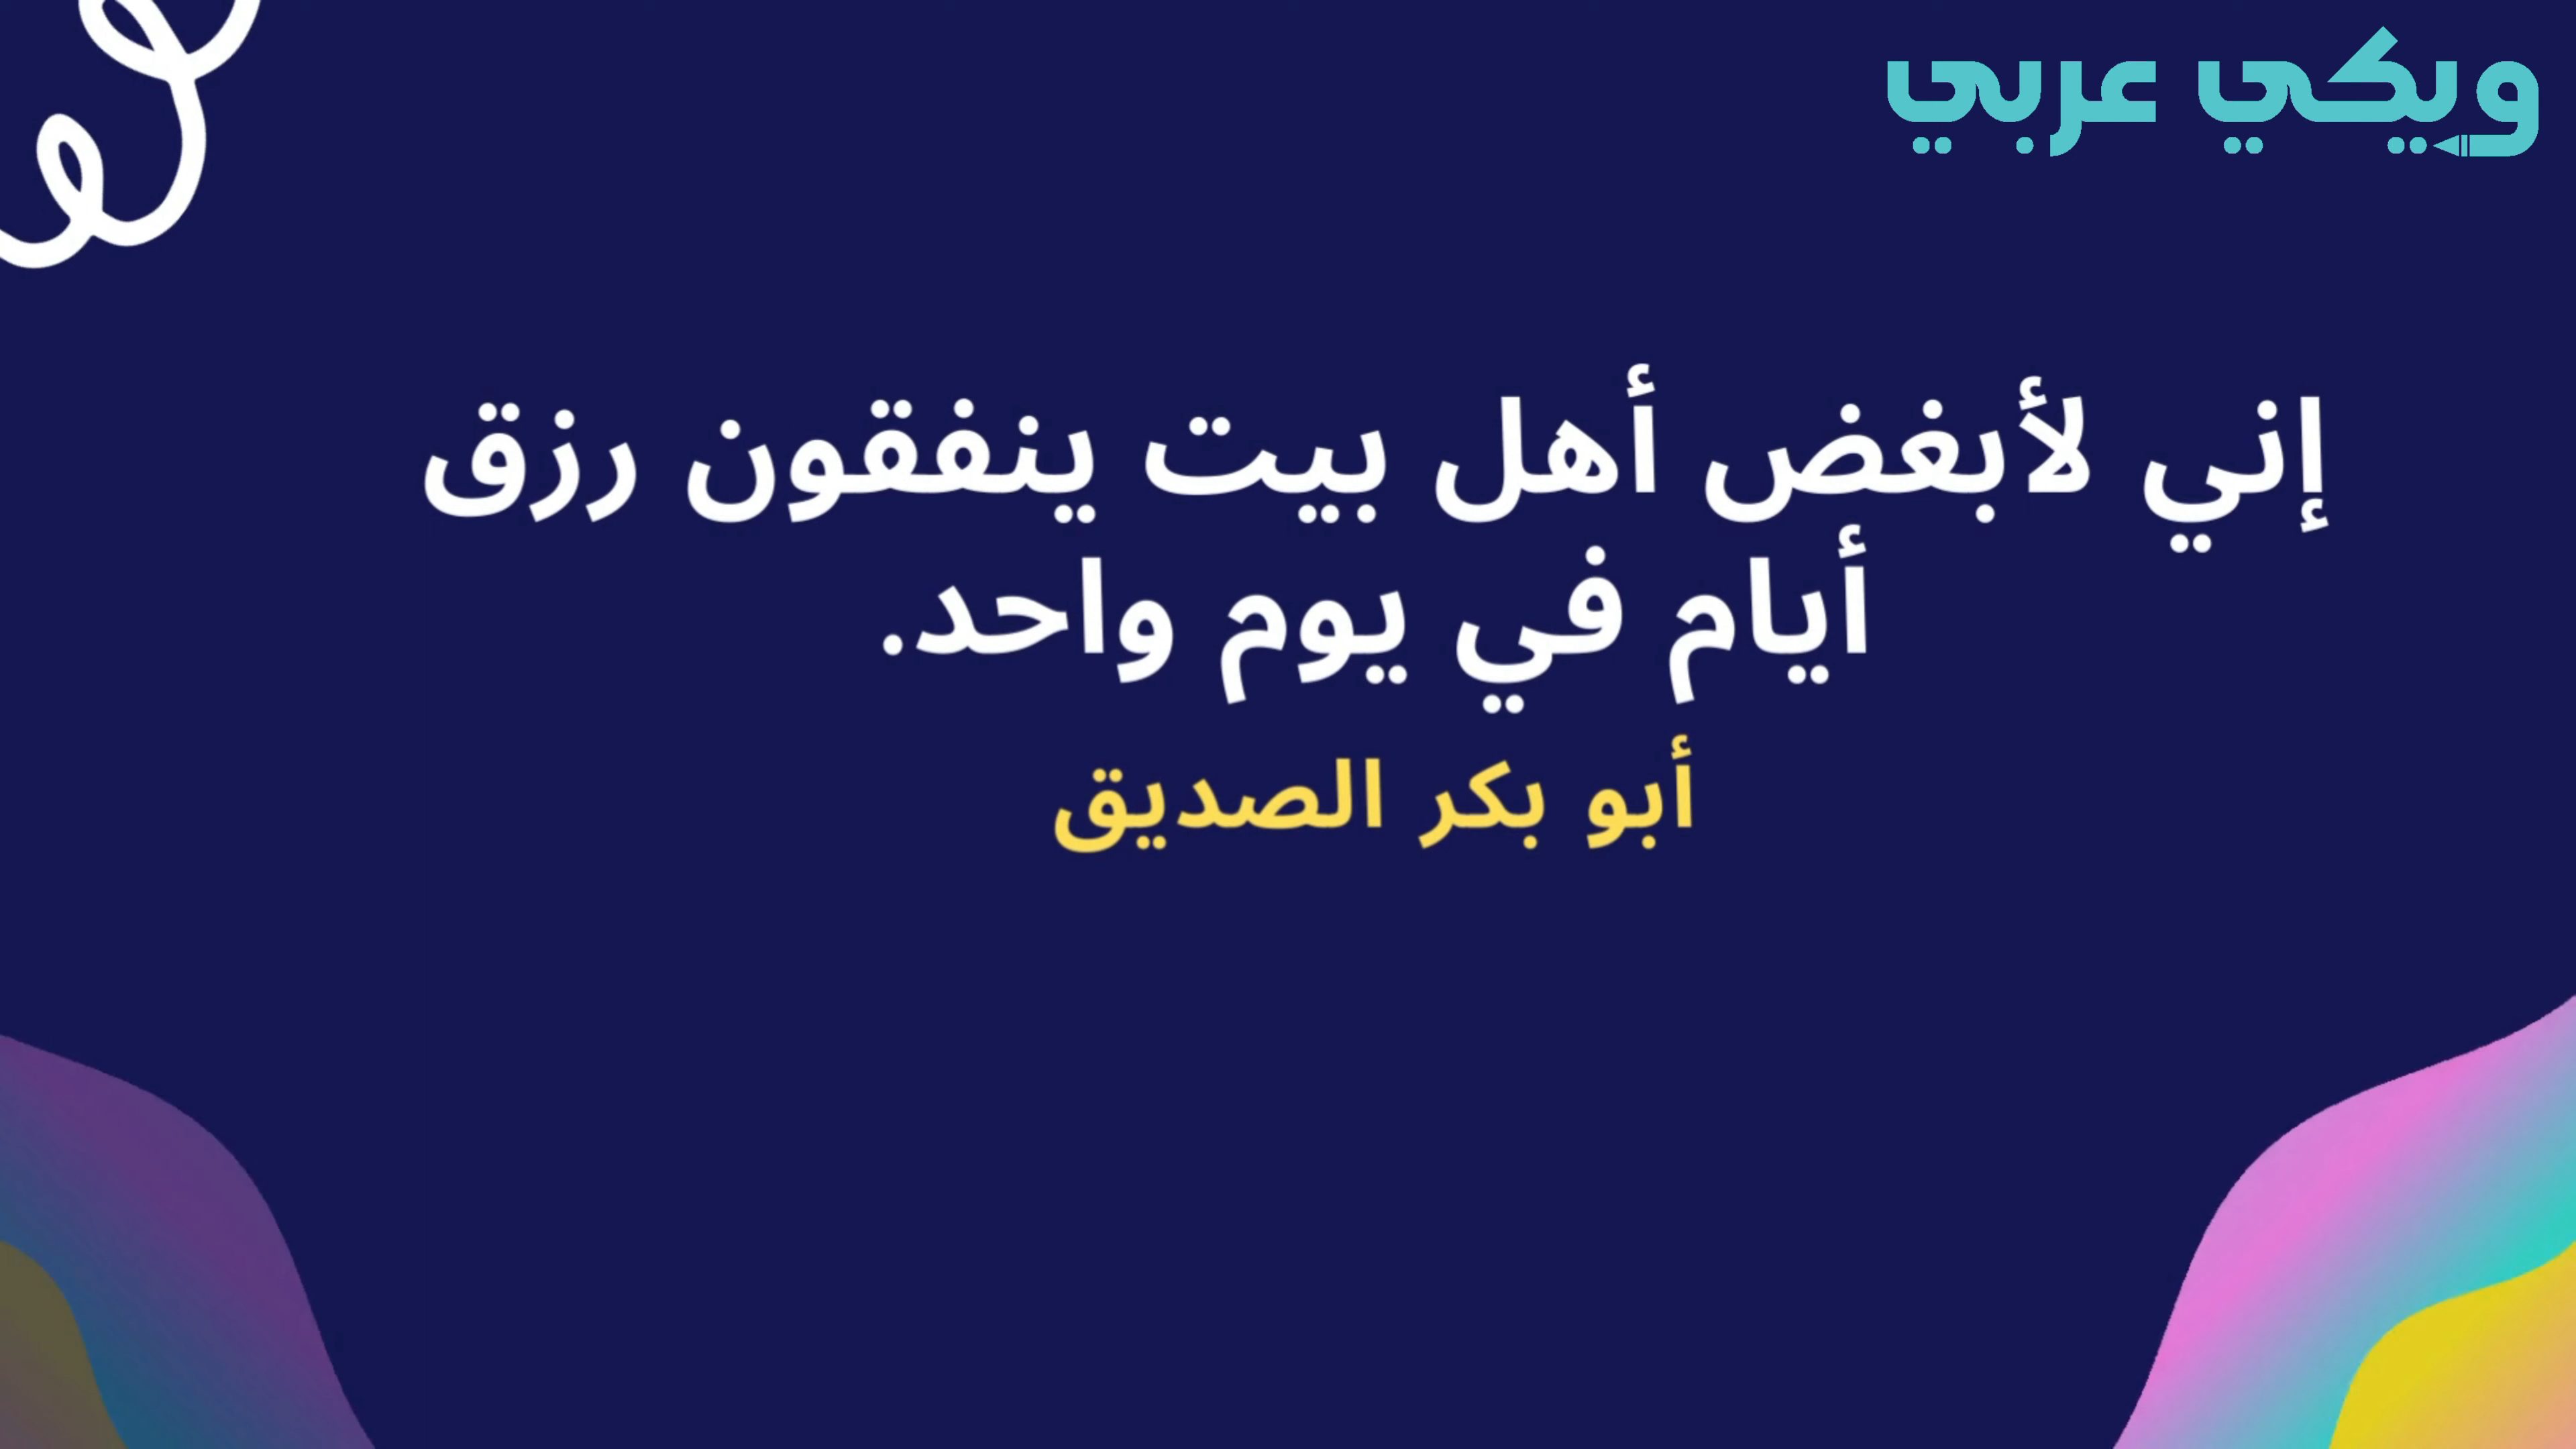 ويكي عربي
إني لأبغض أهل بيت ينفقون رزق
أيام في يوم واحد.
أبو بكر الصديق